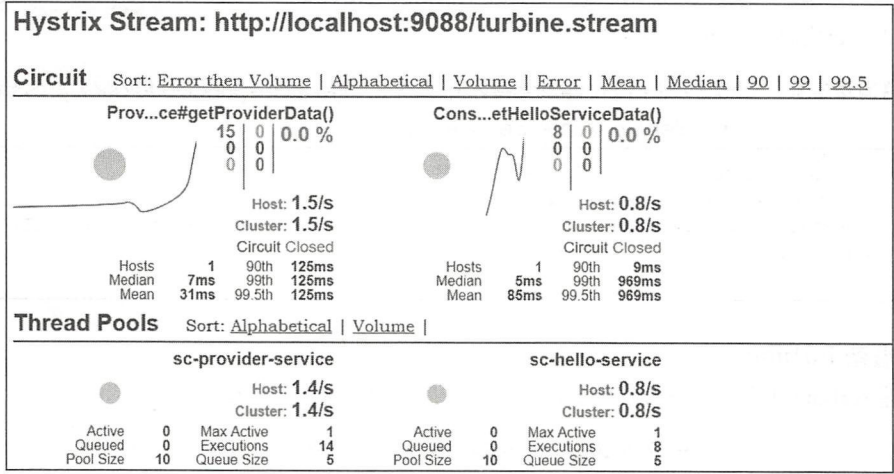 Hystrix Stream: http://localhost:9088/turbine.stream
Circuit Sort: Error then Volume | Alphabetical | Volume | Error | Mean | Median | 90 | 99 | 99.5
Prov...ce#getProviderData()
15 0 0.0 %
0 0
0 0
Host: 1.5/s
Cluster: 1.5/s
Circuit Closed
Hosts 1 90th 125ms
Median 7ms 99th 125ms
Mean 31ms 99.5th 125ms
Cons...etHelloServiceData()
8 0 0.0 %
0 0
0 0
Host: 0.8/s
Cluster: 0.8/s
Circuit Closed
Hosts 1 90th 9ms
Median 5ms 99th 969ms
Mean 85ms 99.5th 969ms
Thread Pools Sort: Alphabetical | Volume |
sc-provider-service
Host: 1.4/s
Cluster: 1.4/s
Active 0 Max Active 1
Queued 0 Executions 14
Pool Size 10 Queue Size 5
sc-hello-service
Host: 0.8/s
Cluster: 0.8/s
Active 0 Max Active 1
Queued 0 Executions 8
Pool Size 10 Queue Size 5